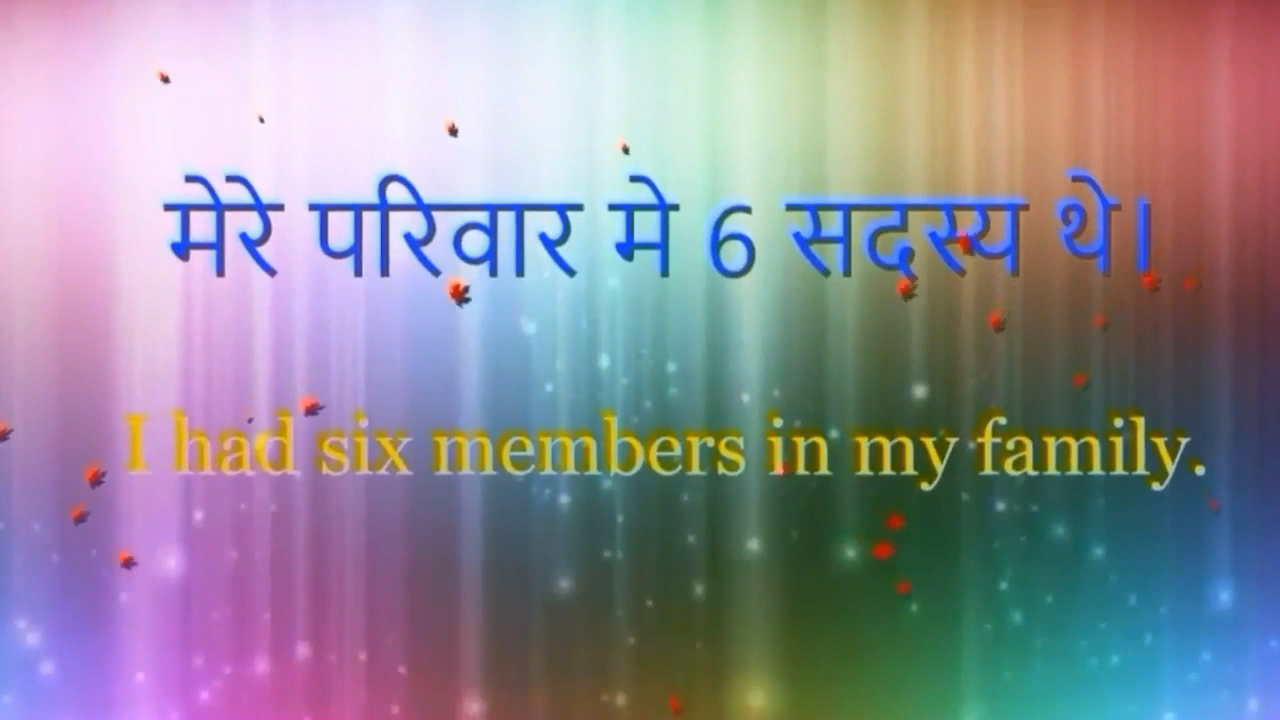 मेरे परिवार मे 6 सदस्य थे।
I had six members in my family.